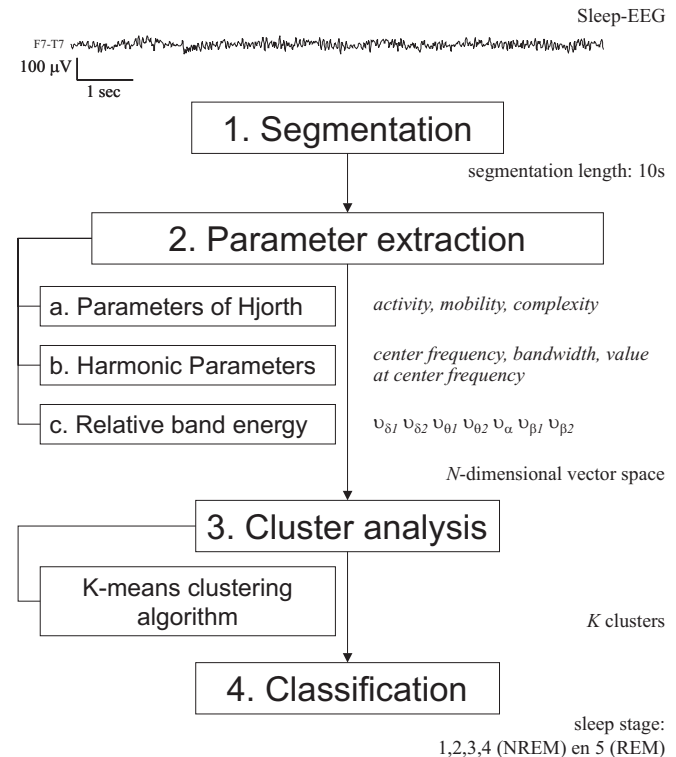 Sleep-EEG
F7-T7
100 μV
1 sec
1. Segmentation
segmentation length: 10s
2. Parameter extraction
a. Parameters of Hjorth
activity, mobility, complexity
b. Harmonic Parameters
center frequency, bandwidth, value
at center frequency
c. Relative band energy
υδ1 υδ2 υθ1 υθ2 υα υβ1 υβ2
N-dimensional vector space
3. Cluster analysis
K-means clustering
algorithm
K clusters
4. Classification
sleep stage:
1,2,3,4 (NREM) en 5 (REM)